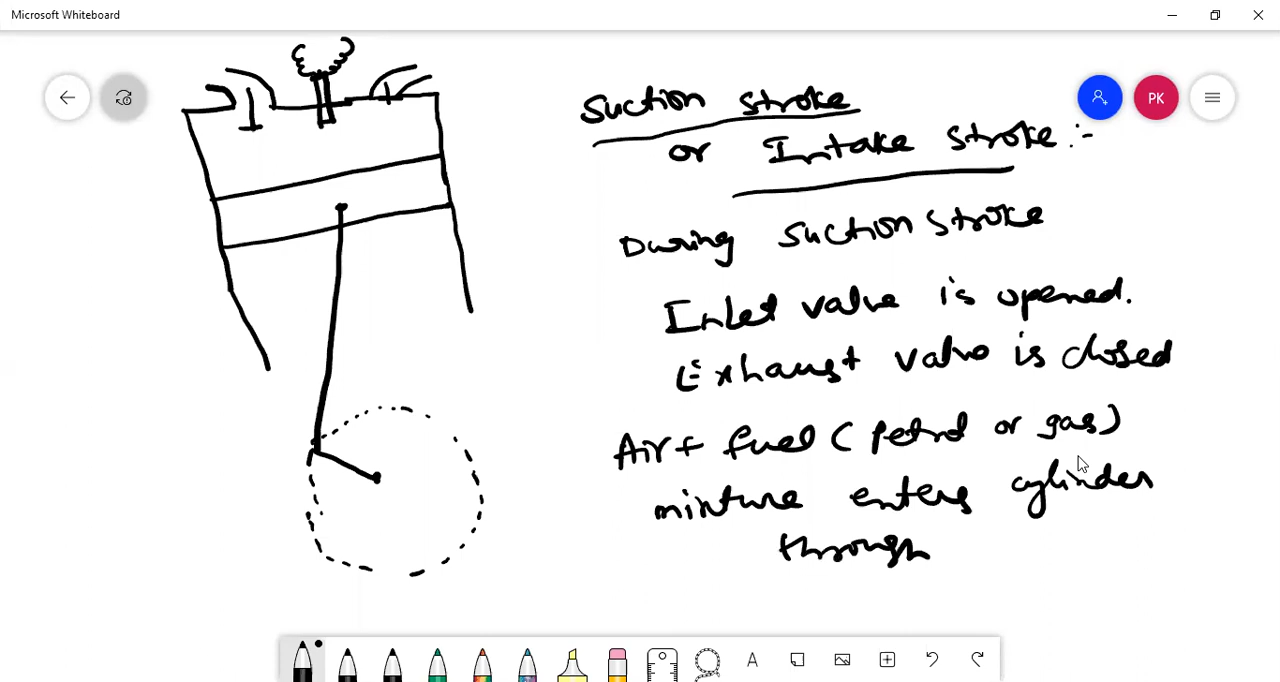 Microsoft Whiteboard
PK
Suction stroke
or Intake stroke :-
During suction stroke
Inlet valve is opened.
Exhaust valve is closed
Air + fuel ( petrol or gas)
mixture enters cylinder
through
A